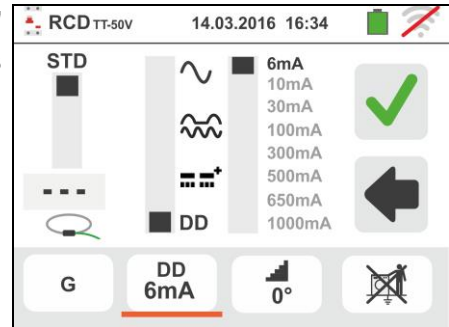 RCD TT-50V 14.03.2016 16:34
STD
6mA
10mA
30mA
100mA
300mA
500mA
650mA
1000mA
DD
G
DD
6mA
0°